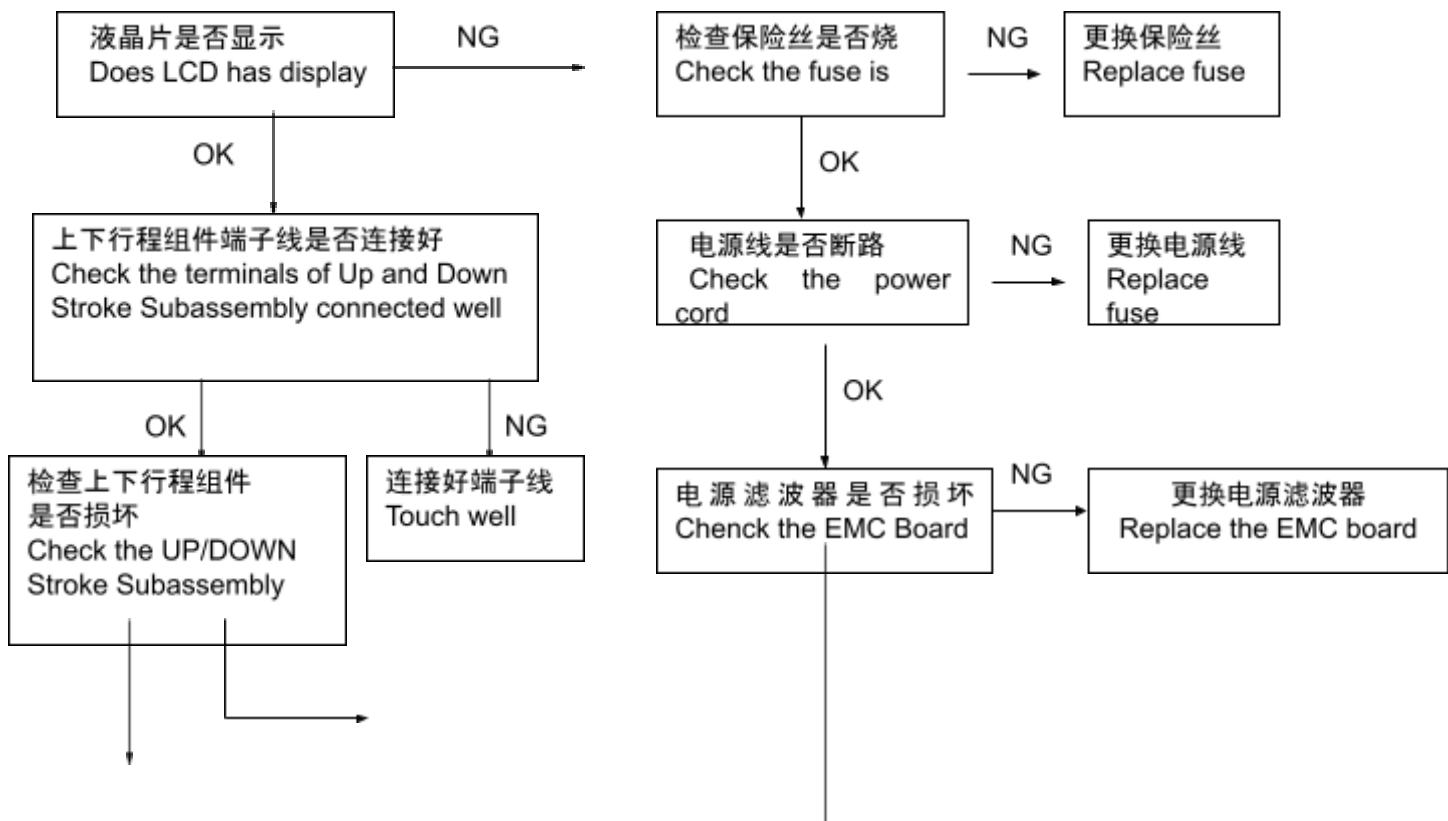 液晶片是否显示
Does LCD has display
NG
检查保险丝是否烧
Check the fuse is
NG
更换保险丝
Replace fuse
OK
OK
上下行程组件端子线是否连接好
Check the terminals of Up and Down
Stroke Subassembly connected well
电源线是否断路
Check the power
cord
NG
更换电源线
Replace
fuse
OK
OK
NG
检查上下行程组件
是否损坏
Check the UP/DOWN
Stroke Subassembly
连接好端子线
Touch well
电源滤波器是否损坏
Chenck the EMC Board
NG
更换电源滤波器
Replace the EMC board